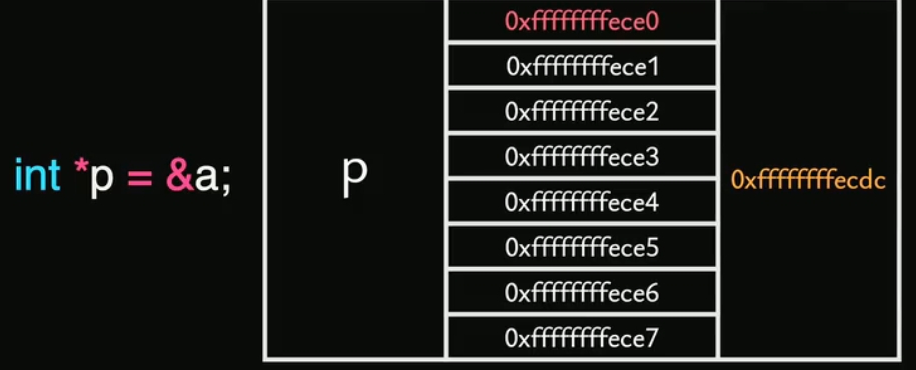 int *p = &a;
p
0xffffffffece0
0xffffffffece1
0xffffffffece2
0xffffffffece3
0xffffffffece4
0xffffffffece5
0xffffffffece6
0xffffffffece7
0xffffffffecdc